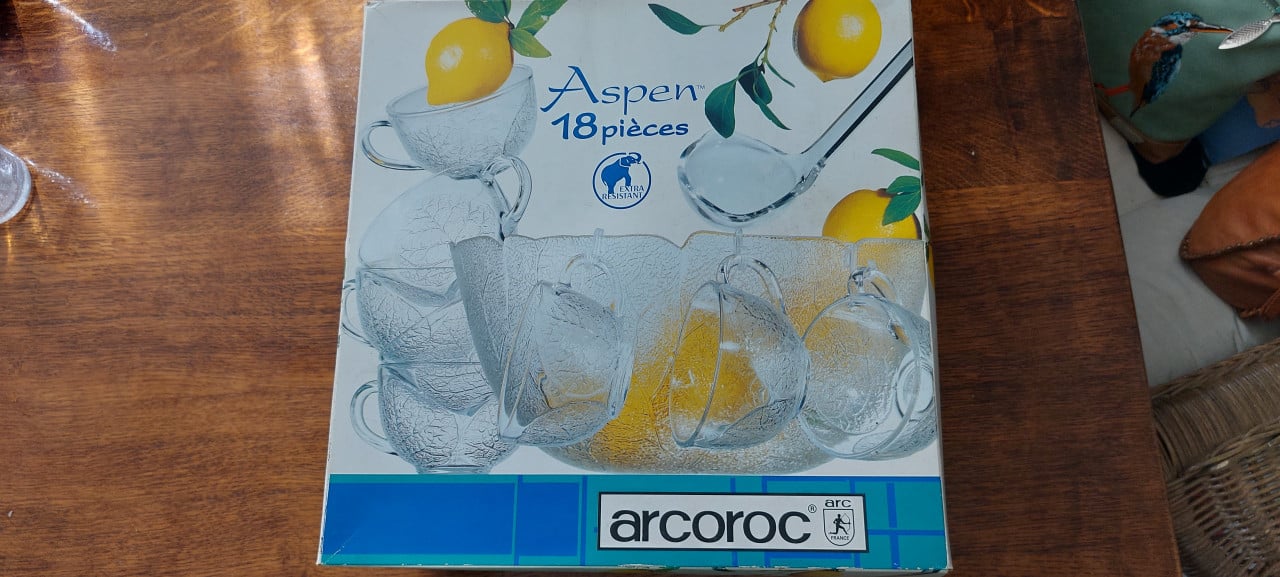 Aspen™
18 pièces
EXTRA
RESISTANT
arc
arcoroc®
FRANCE